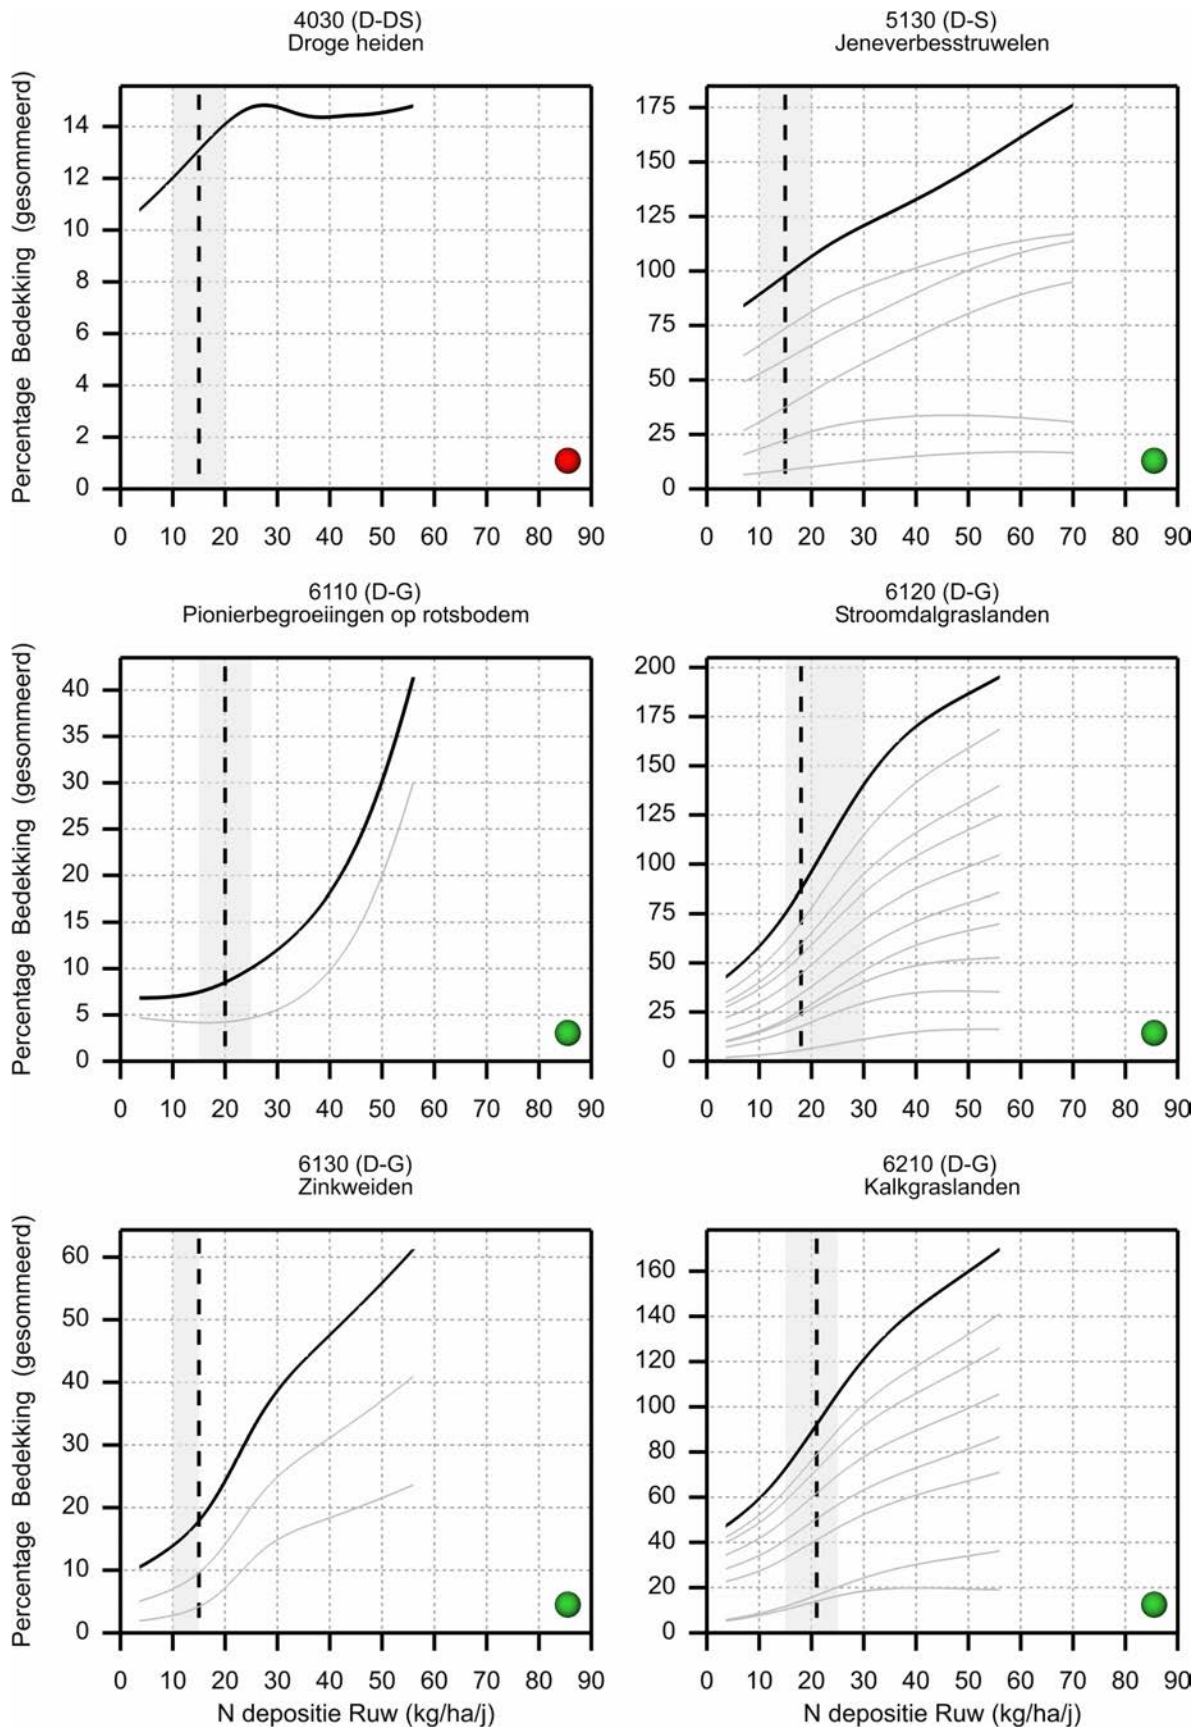 4030 (D-DS)
Droge heiden
Percentage Bedekking (gesommeerd)
14
12
10
8
6
4
2
0
0 10 20 30 40 50 60 70 80 90
5130 (D-S)
Jeneverbesstruwelen
175
150
125
100
75
50
25
0
0 10 20 30 40 50 60 70 80 90
6110 (D-G)
Pionierbegroeiingen op rotsbodem
Percentage Bedekking (gesommeerd)
40
35
30
25
20
15
10
5
0
0 10 20 30 40 50 60 70 80 90
6120 (D-G)
Stroomdalgraslanden
200
175
150
125
100
75
50
25
0
0 10 20 30 40 50 60 70 80 90
6130 (D-G)
Zinkweiden
Percentage Bedekking (gesommeerd)
60
50
40
30
20
10
0
0 10 20 30 40 50 60 70 80 90
N depositie Ruw (kg/ha/j)
6210 (D-G)
Kalkgraslanden
160
140
120
100
80
60
40
20
0
0 10 20 30 40 50 60 70 80 90
N depositie Ruw (kg/ha/j)